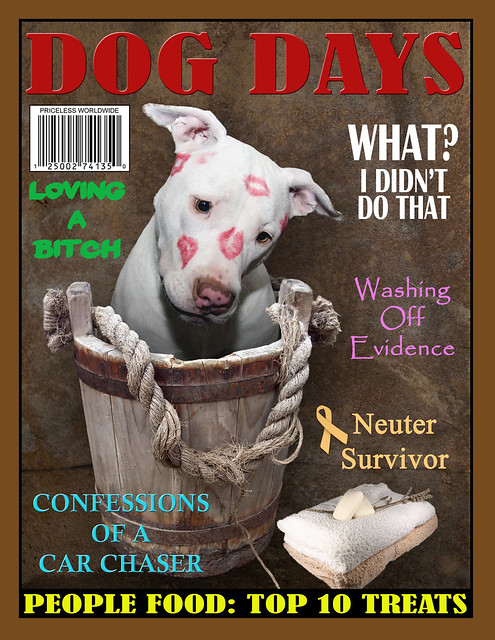 DOG DAYS
PRICELESS WORLDWIDE
1 25002 74135 0
LOVING
A
BITCH
WHAT?
I DIDN'T
DO THAT
Washing
Off
Evidence
Neuter
Survivor
CONFESSIONS
OF A
CAR CHASER
PEOPLE FOOD: TOP 10 TREATS